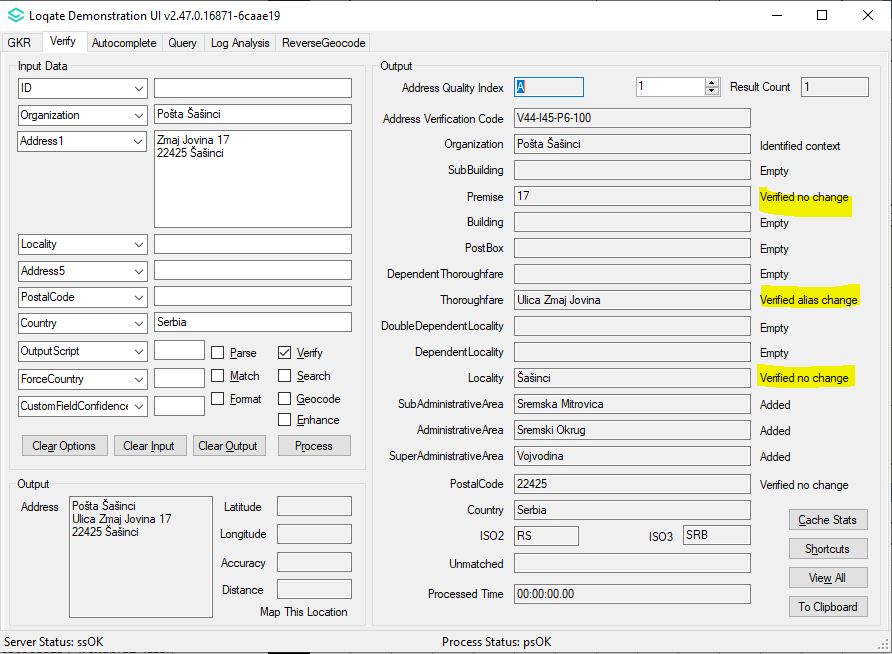 Loqate Demonstration UI v2.47.0.16871-6caae19
GKR Verify Autocomplete Query Log Analysis ReverseGeocode
Input Data
ID
Organization Pošta Šašinci
Address1 Zmaj Jovina 17
22425 Šašinci
Locality
Address5
PostalCode
Country Serbia
OutputScript Parse Verify
ForceCountry Match Search
Format Geocode
CustomFieldConfidence
Enhance
Clear Options Clear Input Clear Output Process
Output
Address Pošta Šašinci
Ulica Zmaj Jovina 17
22425 Šašinci
Latitude
Longitude
Accuracy
Distance
Map This Location
Output
Address Quality Index A 1 Result Count 1
Address Verification Code V44-I45-P6-100
Organization Pošta Šašinci Identified context
SubBuilding Empty
Premise 17 Verified no change
Building Empty
PostBox Empty
DependentThoroughfare Empty
Thoroughfare Ulica Zmaj Jovina Verified alias change
DoubleDependentLocality Empty
DependentLocality Empty
Locality Šašinci Verified no change
SubAdministrativeArea Sremska Mitrovica Added
AdministrativeArea Sremski Okrug Added
SuperAdministrativeArea Vojvodina Added
PostalCode 22425 Verified no change
Country Serbia
ISO2 RS ISO3 SRB
Unmatched
Processed Time 00:00:00.00
Cache Stats
Shortcuts
View All
To Clipboard
Server Status: ssOK Process Status: psOK